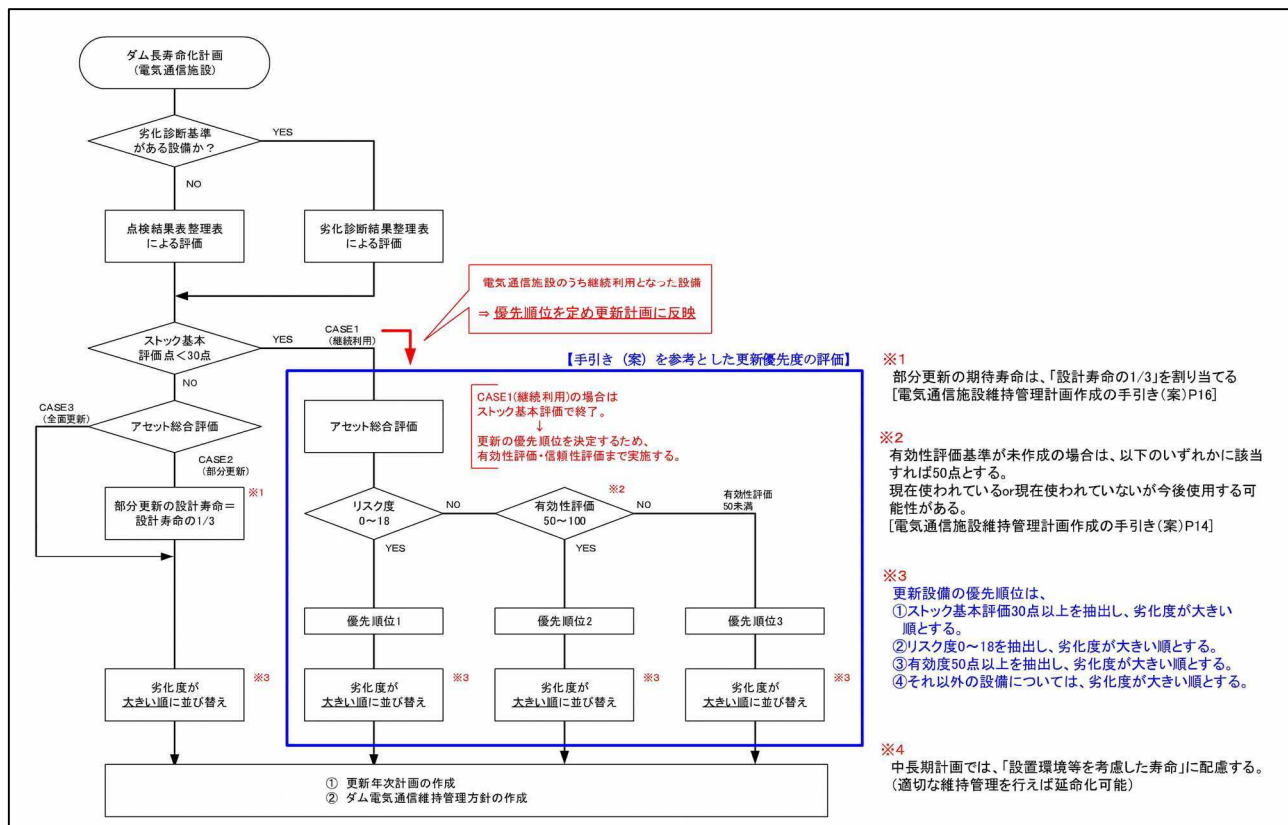 ダム長寿命化計画
(電気通信施設)
劣化診断基準
がある設備か？
YES
NO
点検結果表整理表
による評価
劣化診断結果整理表
による評価
電気通信施設のうち継続利用となった設備
⇒ 優先順位を定め更新計画に反映
ストック基本
評価点＜30点
YES
CASE1
(継続利用)
NO
【手引き（案）を参考とした更新優先度の評価】
CASE3
(全面更新)
アセット総合評価
CASE2
(部分更新)
アセット総合評価
CASE1(継続利用)の場合は
ストック基本評価で終了。
↓
更新の優先順位を決定するため、
有効性評価・信頼性評価まで実施する。
部分更新の設計寿命＝
設計寿命の1/3
※1
リスク度
0～18
NO
YES
※2
有効性評価
50～100
NO
YES
有効性評価
50未満
優先順位1
優先順位2
優先順位3
劣化度が
大きい順に並び替え
※3
劣化度が
大きい順に並び替え
※3
劣化度が
大きい順に並び替え
※3
劣化度が
大きい順に並び替え
※3
① 更新年次計画の作成
② ダム電気通信維持管理方針の作成
※1
部分更新の期待寿命は、「設計寿命の1/3」を割り当てる
[電気通信施設維持管理計画作成の手引き(案)P16]
※2
有効性評価基準が未作成の場合は、以下のいずれかに該当
すれば50点とする。
現在使われているor現在使われていないが今後使用する可
能性がある。
[電気通信施設維持管理計画作成の手引き(案)P14]
※3
更新設備の優先順位は、
①ストック基本評価30点以上を抽出し、劣化度が大きい
順とする。
②リスク度0～18を抽出し、劣化度が大きい順とする。
③有効度50点以上を抽出し、劣化度が大きい順とする。
④それ以外の設備については、劣化度が大きい順とする。
※4
中長期計画では、「設置環境等を考慮した寿命」に配慮する。
(適切な維持管理を行えば延命化可能)